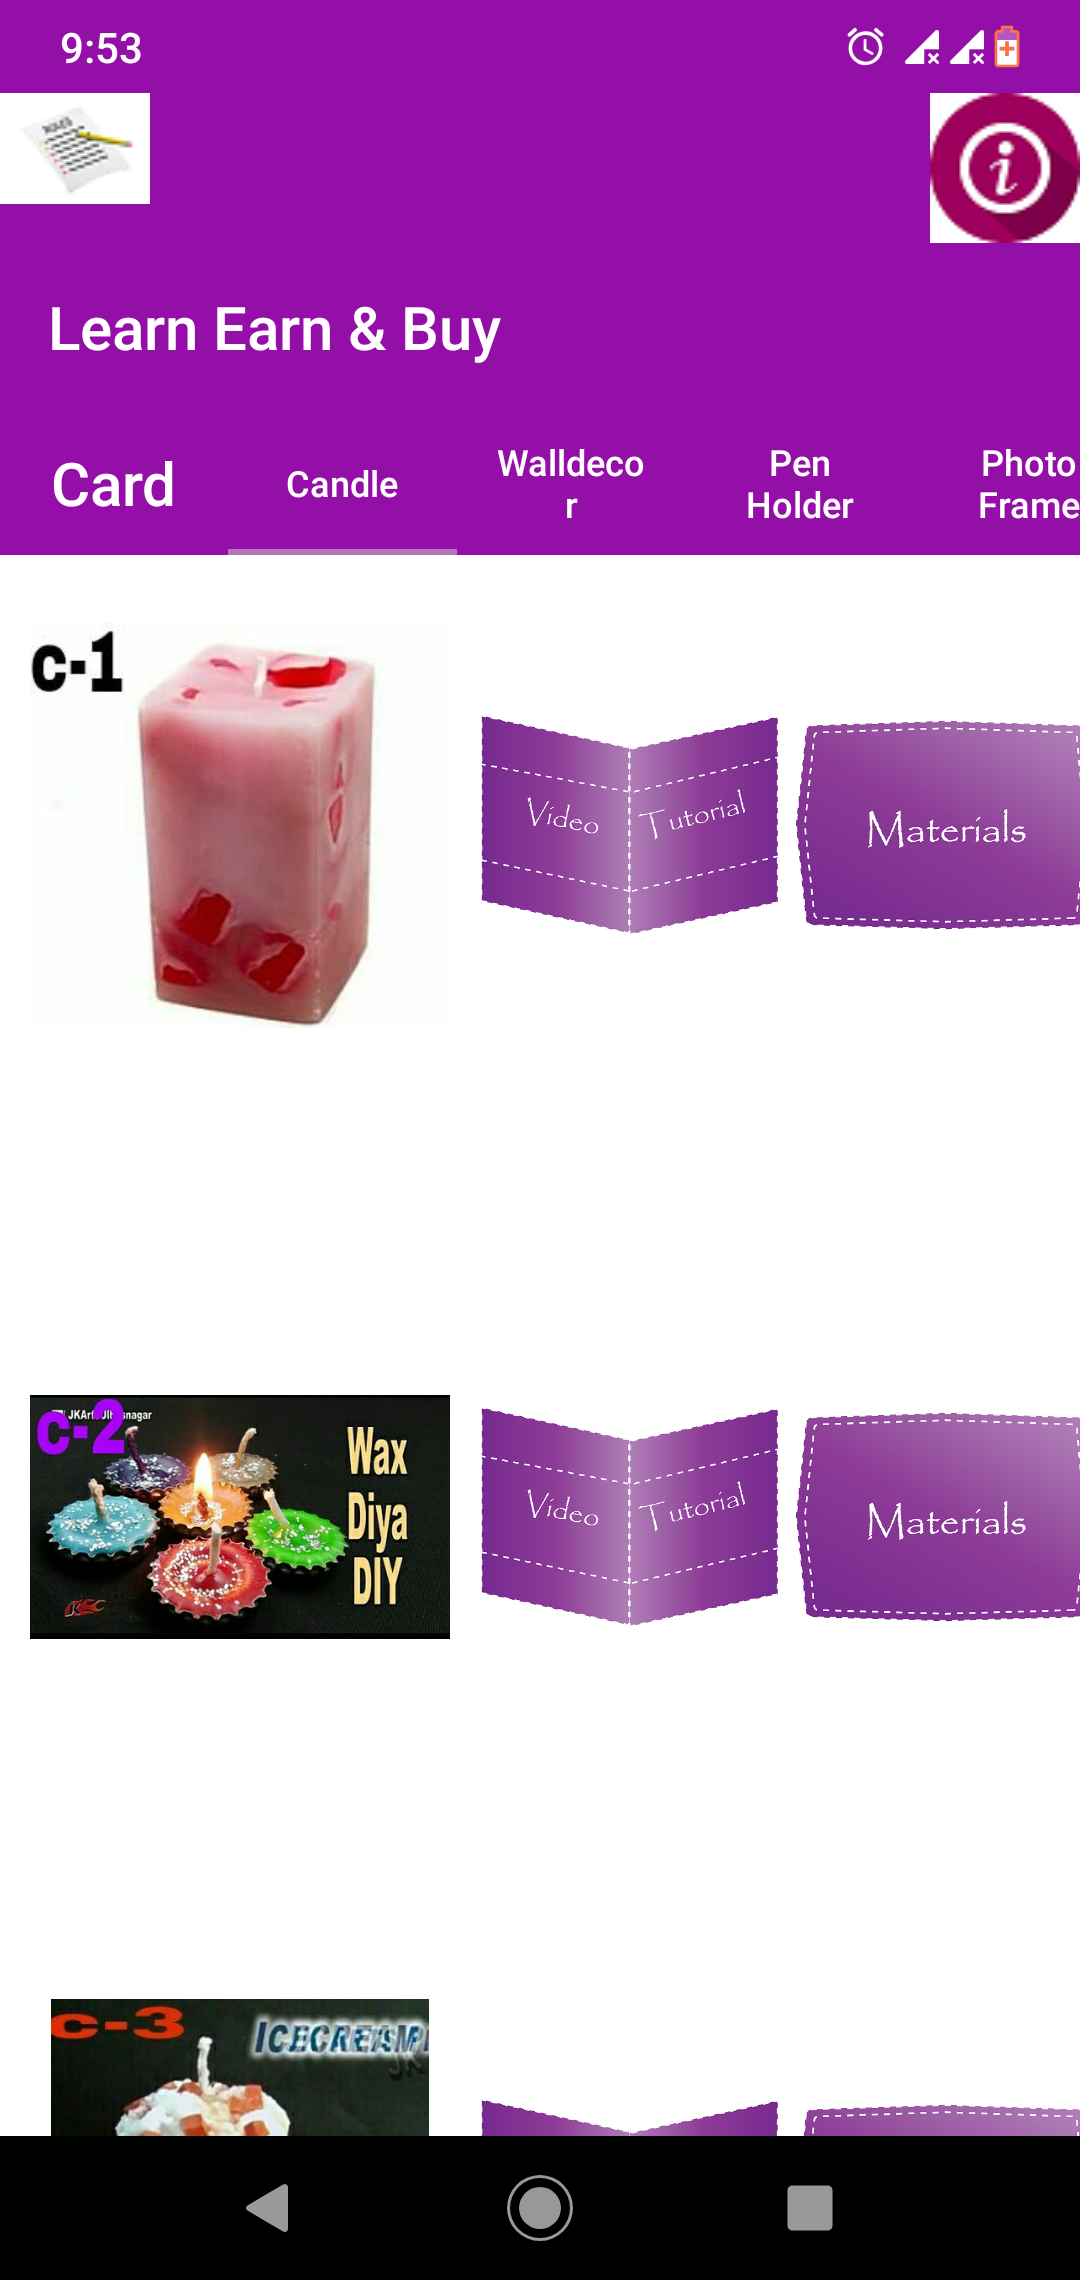 9:53
Learn Earn & Buy
Card
Candle
Walldeco
r
Pen
Holder
Photo
Frame
c-1
Video Tutorial
Materials
c-2
Wax
Diya
DIY
Video Tutorial
Materials
c-3
ICECREAM